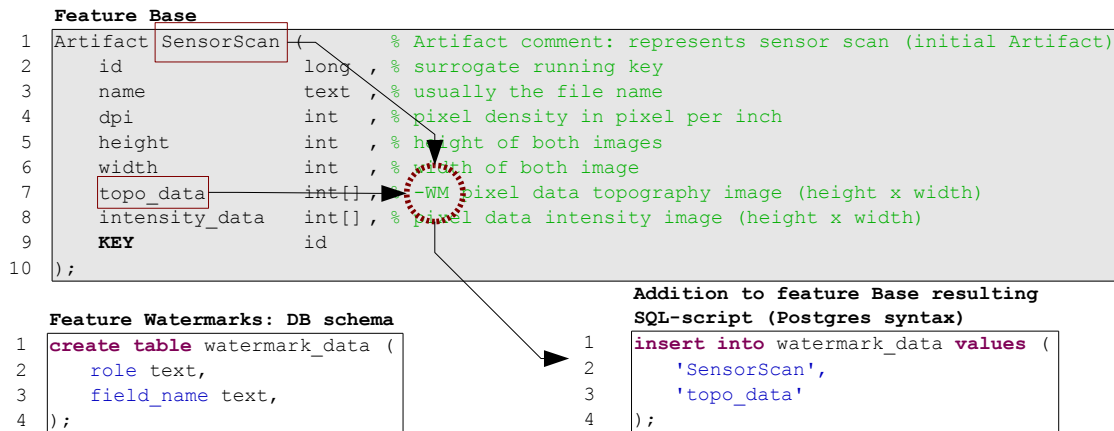 Feature Base
1 Artifact SensorScan ( % Artifact comment: represents sensor scan (initial Artifact)
2 id long , % surrogate running key
3 name text , % usually the file name
4 dpi int , % pixel density in pixel per inch
5 height int , % height of both images
6 width int , % width of both image
7 topo_data int[], % -WM pixel data topography image (height x width)
8 intensity_data int[], % pixel data intensity image (height x width)
9 KEY id
10 );
Feature Watermarks: DB schema
1 create table watermark_data (
2 role text,
3 field_name text,
4 );
Addition to feature Base resulting
SQL-script (Postgres syntax)
1 insert into watermark_data values (
2 'SensorScan',
3 'topo_data'
4 );